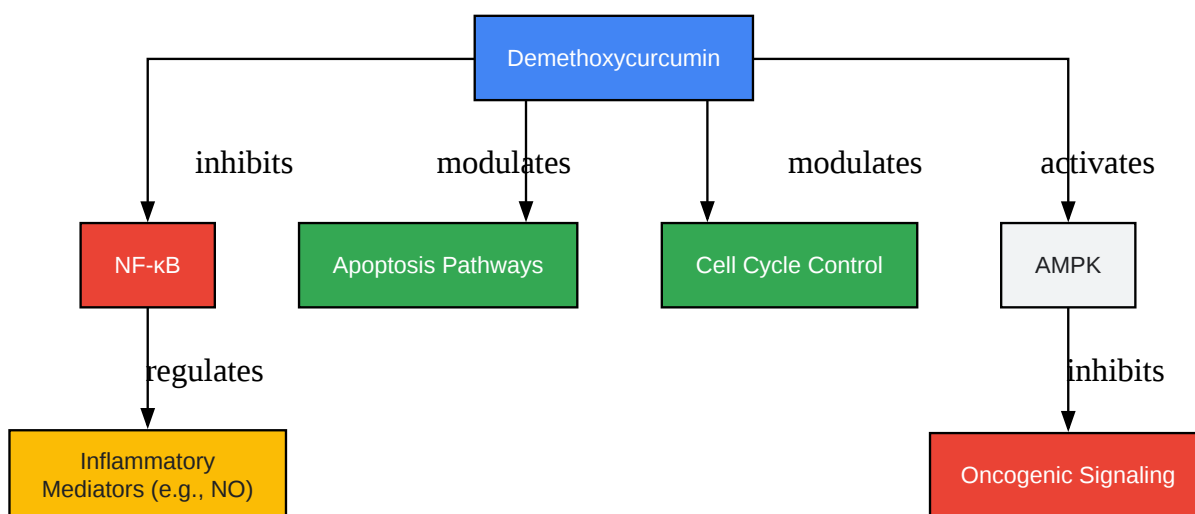 Demethoxycurcumin
inhibits
modulates
modulates
activates
NF-κB
Apoptosis Pathways
Cell Cycle Control
AMPK
regulates
inhibits
Inflammatory
Mediators (e.g., NO)
Oncogenic Signaling